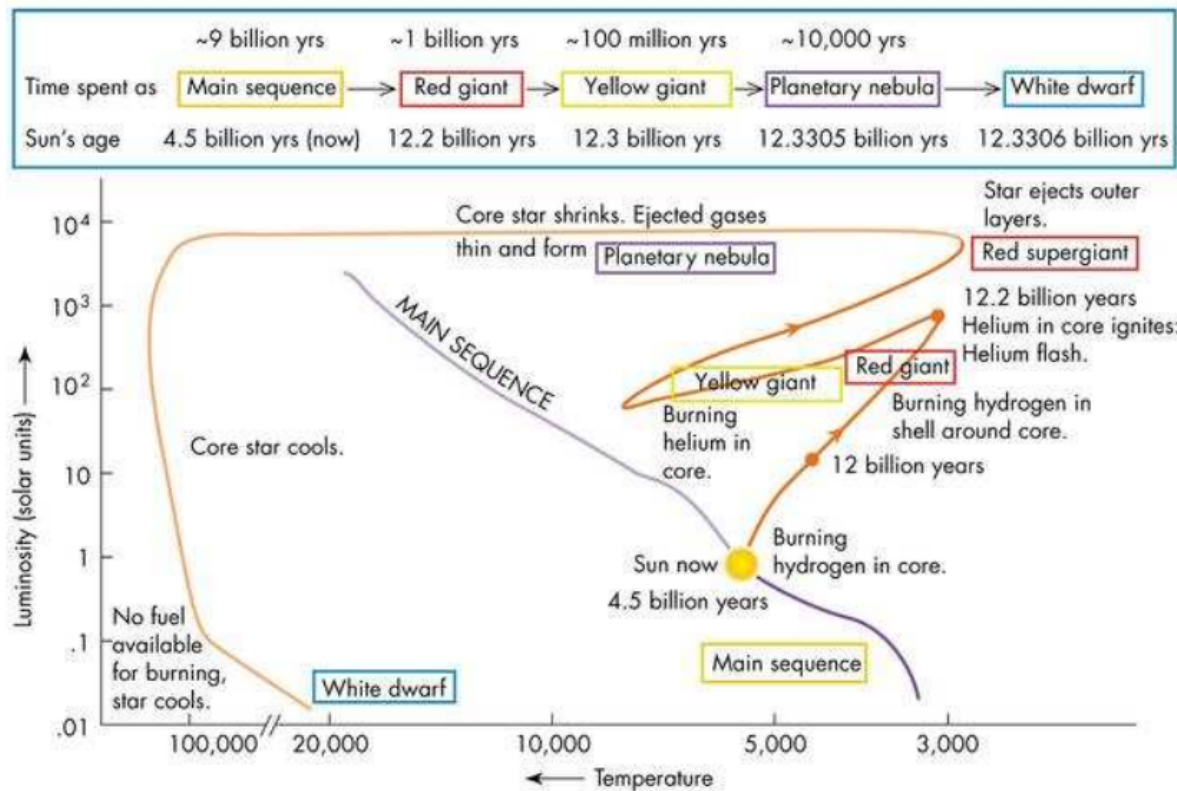 ~9 billion yrs ~1 billion yrs ~100 million yrs ~10,000 yrs
Time spent as Main sequence Red giant Yellow giant Planetary nebula White dwarf
Sun's age 4.5 billion yrs (now) 12.2 billion yrs 12.3 billion yrs 12.3305 billion yrs 12.3306 billion yrs
Star ejects outer
layers.
Red supergiant
Core star shrinks. Ejected gases
thin and form Planetary nebula
12.2 billion years
Helium in core ignites:
Helium flash.
MAIN SEQUENCE
Yellow giant
Red giant
Burning
helium in
core.
Burning hydrogen in
shell around core.
12 billion years
Core star cools.
Sun now
4.5 billion years
Burning
hydrogen in core.
No fuel
available
for burning,
star cools.
White dwarf
Main sequence
Luminosity (solar units)
10⁴
10³
10²
10
1
.1
.01
100,000 20,000 10,000 5,000 3,000
Temperature